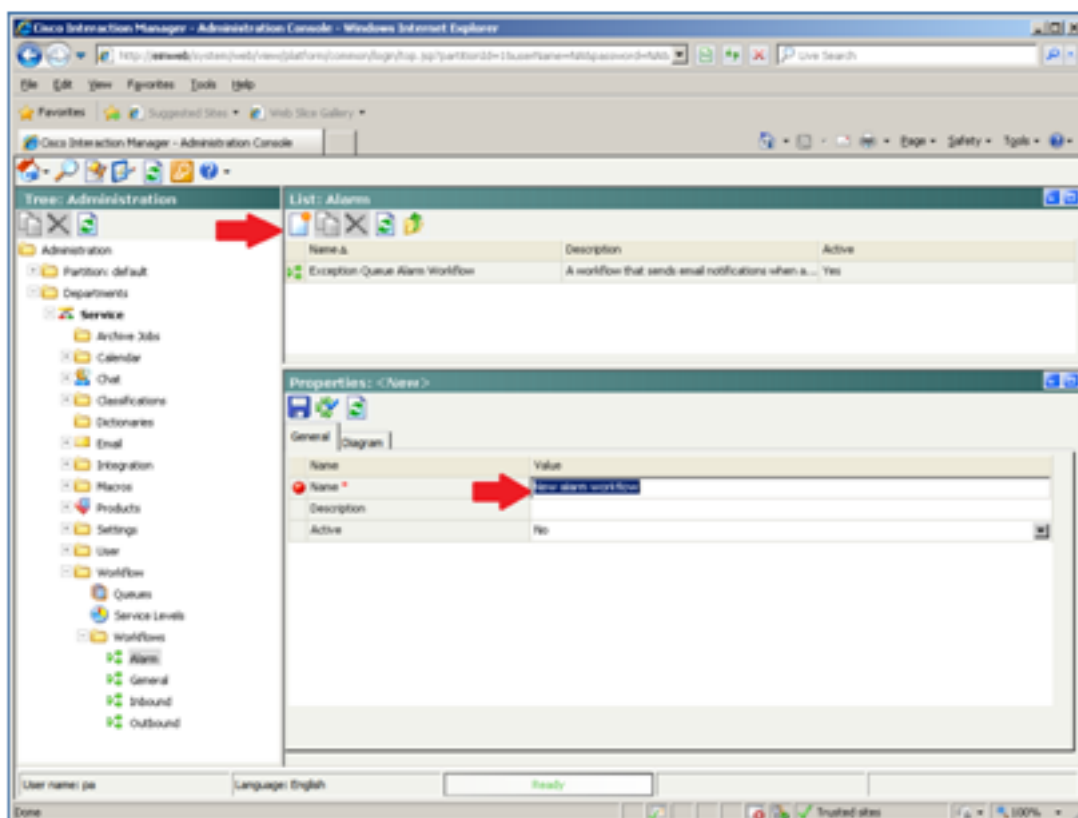 Cisco Interaction Manager - Administration Console - Windows Internet Explorer
Live Search
File Edit View Favorites Tools Help
Favorites Suggested Sites Web Slice Gallery
Cisco Interaction Manager - Administration Console
Page Safety Tools
Tree: Administration
List: Alarm
Name Description Active
Exception Queue Alarm Workflow A workflow that sends email notifications when a... Yes
Administration
Partition: default
Departments
Service
Archive Jobs
Calendar
Chat
Classifications
Dictionaries
Email
Integration
Macros
Products
Settings
User
Workflow
Queues
Service Levels
Workflows
Alarm
General
Inbound
Outbound
Properties: <New>
General Diagram
Name Value
Name * New alarm workflow
Description
Active No
User name: pa Language: English Ready
Done Trusted sites 100%